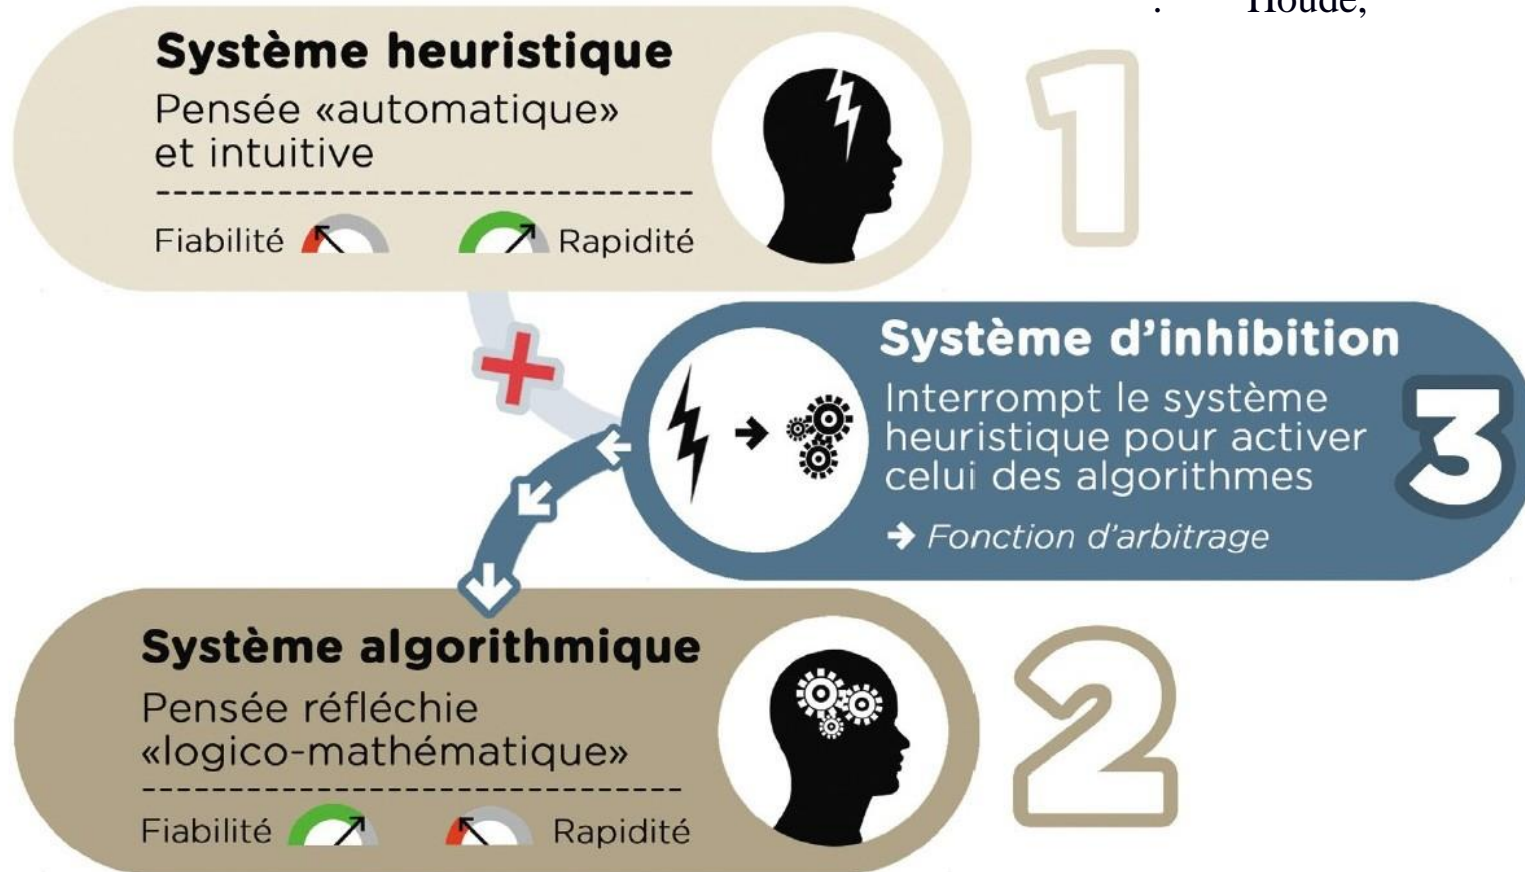 . Houdé,
Système heuristique
Pensée «automatique»
et intuitive
Fiabilité Rapidité
1
Système d'inhibition
Interrompt le système
heuristique pour activer
celui des algorithmes
→ Fonction d'arbitrage
3
Système algorithmique
Pensée réfléchie
«logico-mathématique»
Fiabilité Rapidité
2